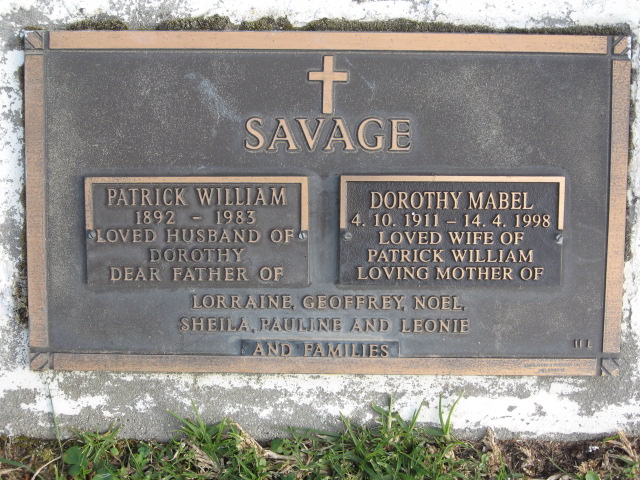 SAVAGE
PATRICK WILLIAM
1892 - 1983
LOVED HUSBAND OF
DOROTHY
DEAR FATHER OF
DOROTHY MABEL
4. 10. 1911 - 14. 4. 1998
LOVED WIFE OF
PATRICK WILLIAM
LOVING MOTHER OF
LORRAINE, GEOFFREY, NOEL,
SHEILA, PAULINE AND LEONIE
AND FAMILIES